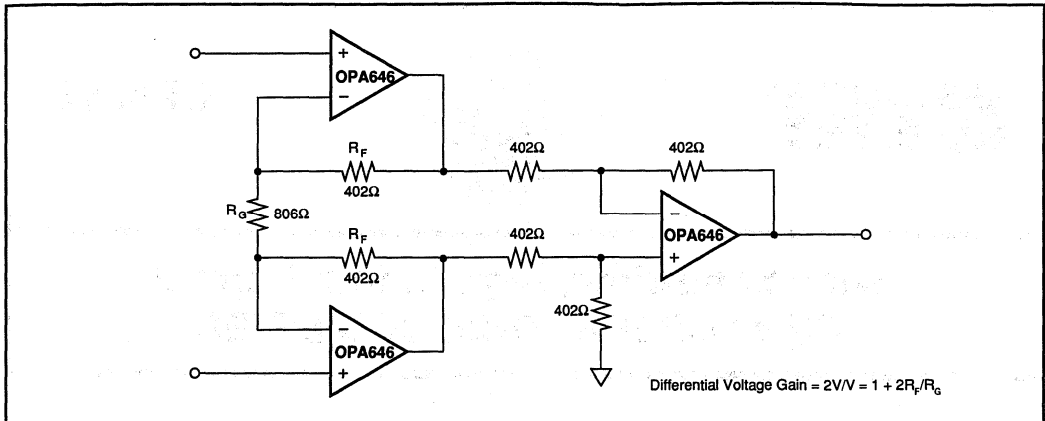 +
OPA646
−
R_F
402Ω
402Ω
402Ω
R_G
806Ω
−
OPA646
+
R_F
402Ω
402Ω
402Ω
−
OPA646
+
Differential Voltage Gain = 2V/V = 1 + 2R_F/R_G